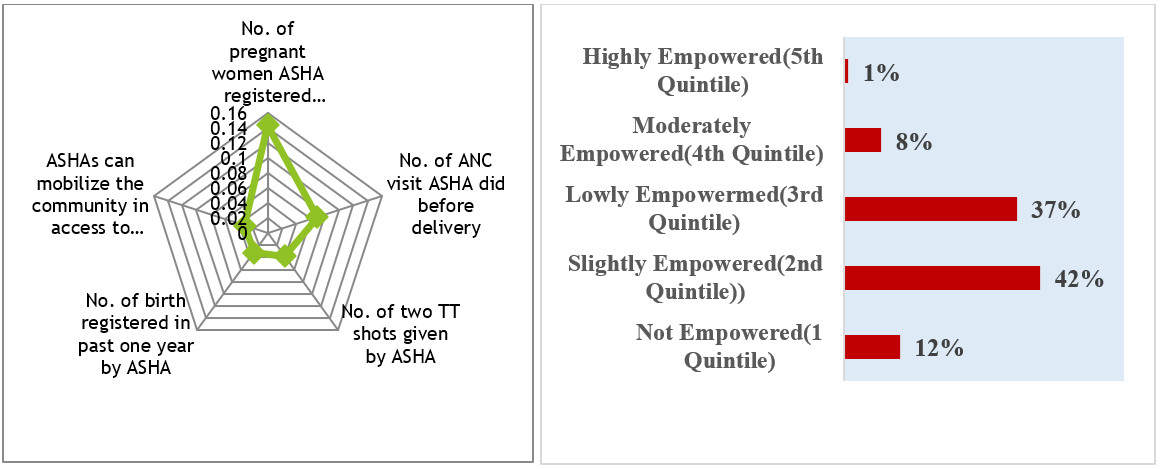 No. of
pregnant
women ASHA
registered…
0.16
0.14
0.12
0.1
0.08
0.06
0.04
0.02
0
No. of ANC
visit ASHA did
before
delivery
No. of two TT
shots given
by ASHA
No. of birth
registered in
past one year
by ASHA
ASHAs can
mobilize the
community in
access to…
Highly Empowered(5th
Quintile)
1%
Moderately
Empowered(4th Quintile)
8%
Lowly Empowermed(3rd
Quintile)
37%
Slightly Empowered(2nd
Quintile))
42%
Not Empowered(1
Quintile)
12%